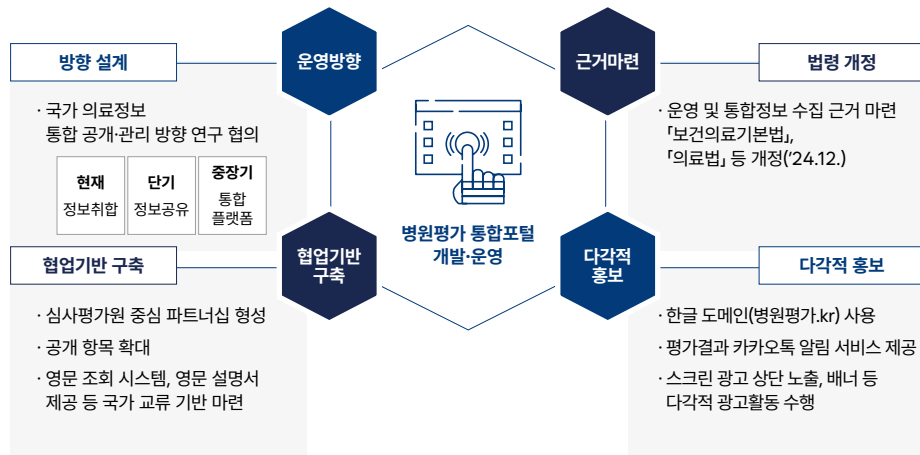 방향 설계
운영방향
· 국가 의료정보
통합 공개·관리 방향 연구 협의
현재
정보취합
단기
정보공유
중장기
통합
플랫폼
근거마련
법령 개정
· 운영 및 통합정보 수집 근거 마련
「보건의료기본법」,
「의료법」 등 개정('24.12.)
병원평가 통합포털
개발·운영
협업기반 구축
협업기반
구축
· 심사평가원 중심 파트너십 형성
· 공개 항목 확대
· 영문 조회 시스템, 영문 설명서
제공 등 국가 교류 기반 마련
다각적
홍보
다각적 홍보
· 한글 도메인(병원평가.kr) 사용
· 평가결과 카카오톡 알림 서비스 제공
· 스크린 광고 상단 노출, 배너 등
다각적 광고활동 수행